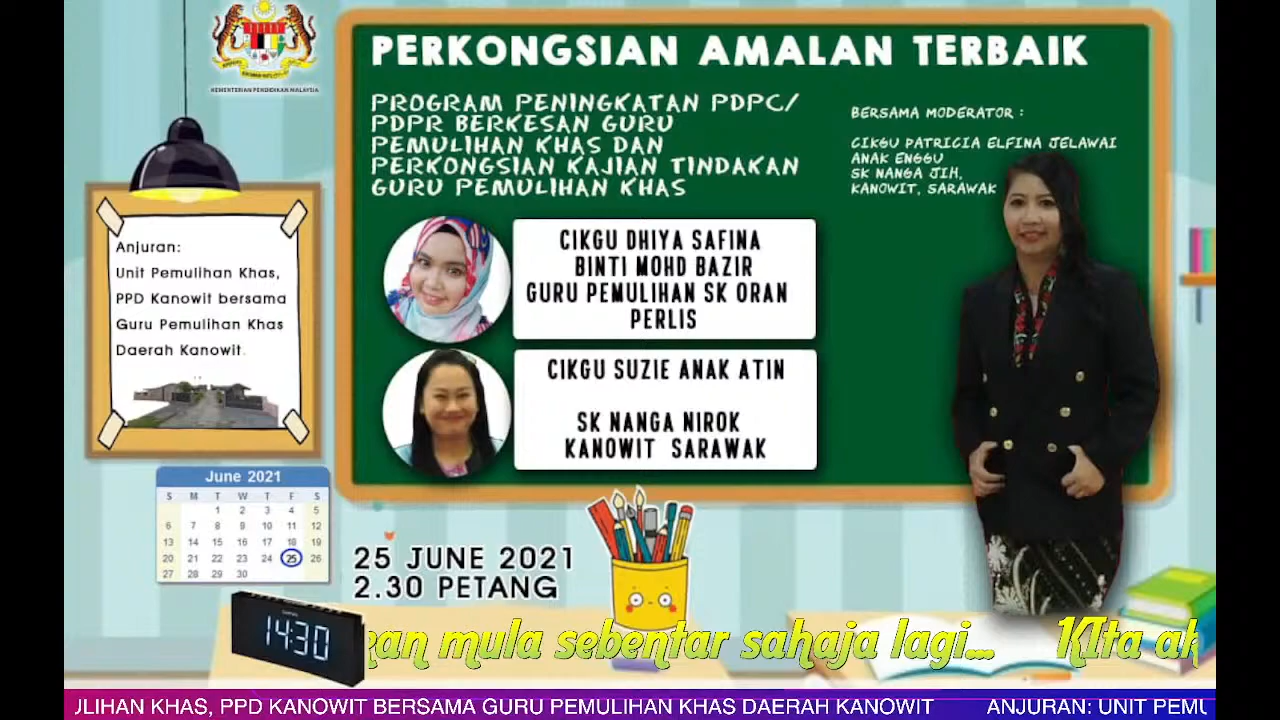 KEMENTERIAN PENDIDIKAN MALAYSIA
PERKONGSIAN AMALAN TERBAIK
PROGRAM PENINGKATAN PDPC/
PDPR BERKESAN GURU
PEMULIHAN KHAS DAN
PERKONGSIAN KAJIAN TINDAKAN
GURU PEMULIHAN KHAS
BERSAMA MODERATOR :
CIKGU PATRICIA ELFINA JELAWAI
ANAK ENGGU
SK NANGA JIH,
KANOWIT, SARAWAK
Anjuran:
Unit Pemulihan Khas,
PPD Kanowit bersama
Guru Pemulihan Khas
Daerah Kanowit.
CIKGU DHIYA SAFINA
BINTI MOHD BAZIR
GURU PEMULIHAN SK ORAN
PERLIS
CIKGU SUZIE ANAK ATIN
SK NANGA NIROK
KANOWIT SARAWAK
June 2021
S M T W T F S
1 2 3 4 5
6 7 8 9 10 11 12
13 14 15 16 17 18 19
20 21 22 23 24 25 26
27 28 29 30
25 JUNE 2021
2.30 PETANG
14:30
kan mula sebentar sahaja lagi... KIta ak
ULIHAN KHAS, PPD KANOWIT BERSAMA GURU PEMULIHAN KHAS DAERAH KANOWIT ANJURAN: UNIT PEMU